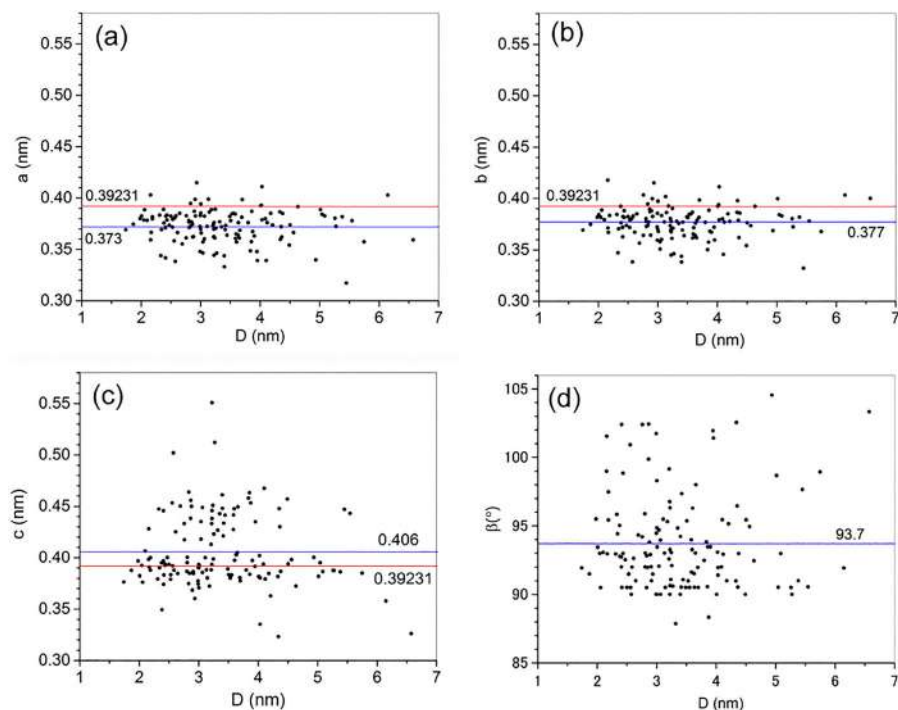 (a)
0.55
0.50
0.45
0.40
0.35
0.30
a (nm)
0.39231
0.373
1 2 3 4 5 6 7
D (nm)
(b)
0.55
0.50
0.45
0.40
0.35
0.30
b (nm)
0.39231
0.377
1 2 3 4 5 6 7
D (nm)
(c)
0.55
0.50
0.45
0.40
0.35
0.30
c (nm)
0.406
0.39231
1 2 3 4 5 6 7
D (nm)
(d)
105
100
95
90
85
β(°)
93.7
1 2 3 4 5 6 7
D (nm)